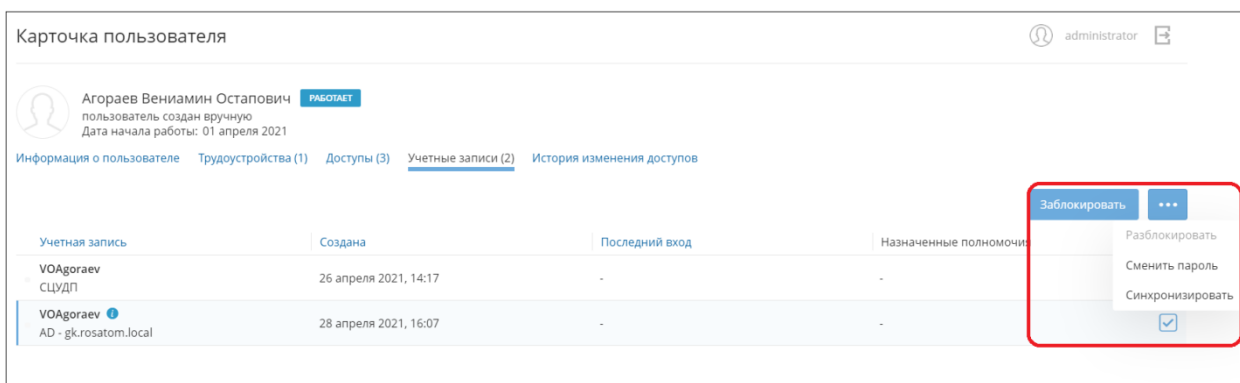 Карточка пользователя
administrator
Агораев Вениамин Остапович РАБОТАЕТ
пользователь создан вручную
Дата начала работы: 01 апреля 2021
Информация о пользователе Трудоустройства (1) Доступы (3) Учетные записи (2) История изменения доступов
Заблокировать ...
Разблокировать
Сменить пароль
Синхронизировать
Учетная запись Создана Последний вход Назначенные полномочия
VOAgoraev
СЦУДП
26 апреля 2021, 14:17 - -
VOAgoraev i
AD - gk.rosatom.local
28 апреля 2021, 16:07 - -